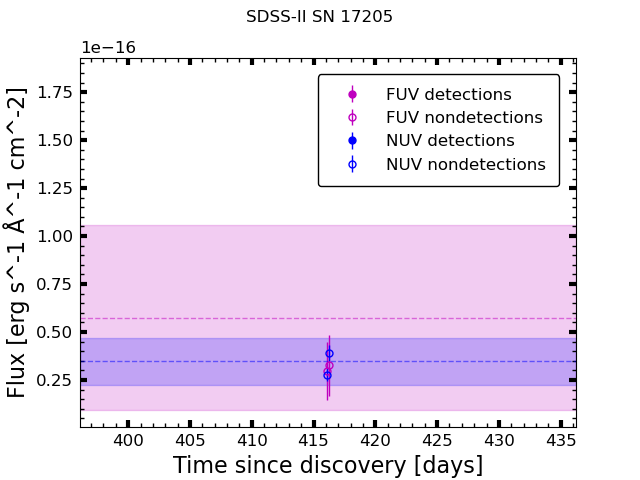 SDSS-II SN 17205
1e−16
FUV detections
FUV nondetections
NUV detections
NUV nondetections
1.75
1.50
1.25
1.00
0.75
0.50
0.25
Flux [erg s^-1 Å^-1 cm^-2]
400 405 410 415 420 425 430 435
Time since discovery [days]